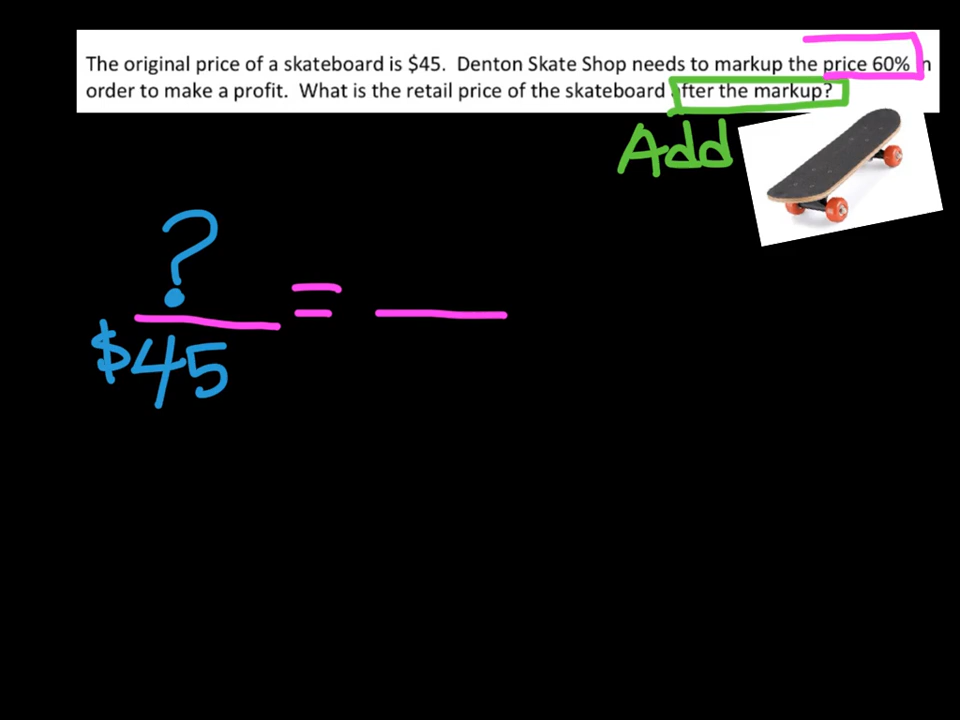 The original price of a skateboard is $45. Denton Skate Shop needs to markup the price 60% in
order to make a profit. What is the retail price of the skateboard after the markup?
Add
?
=
$45